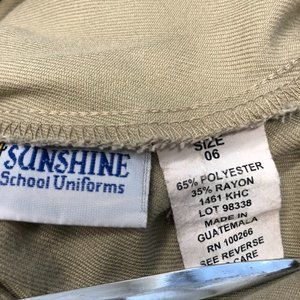 SUNSHINE
School Uniforms
SIZE
06
65% POLYESTER
35% RAYON
1461 KHC
LOT 98338
MADE IN
GUATEMALA
RN 100266
SEE REVERSE
CARE